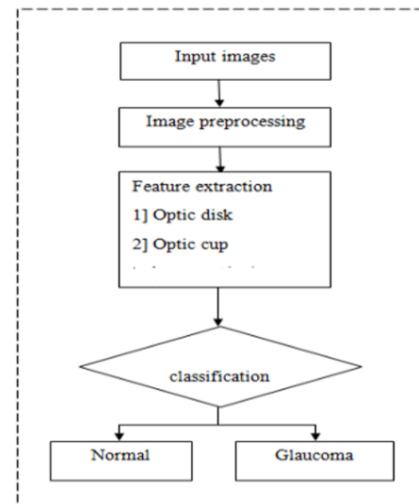 Input images
Image preprocessing
Feature extraction
1] Optic disk
2] Optic cup
classification
Normal
Glaucoma